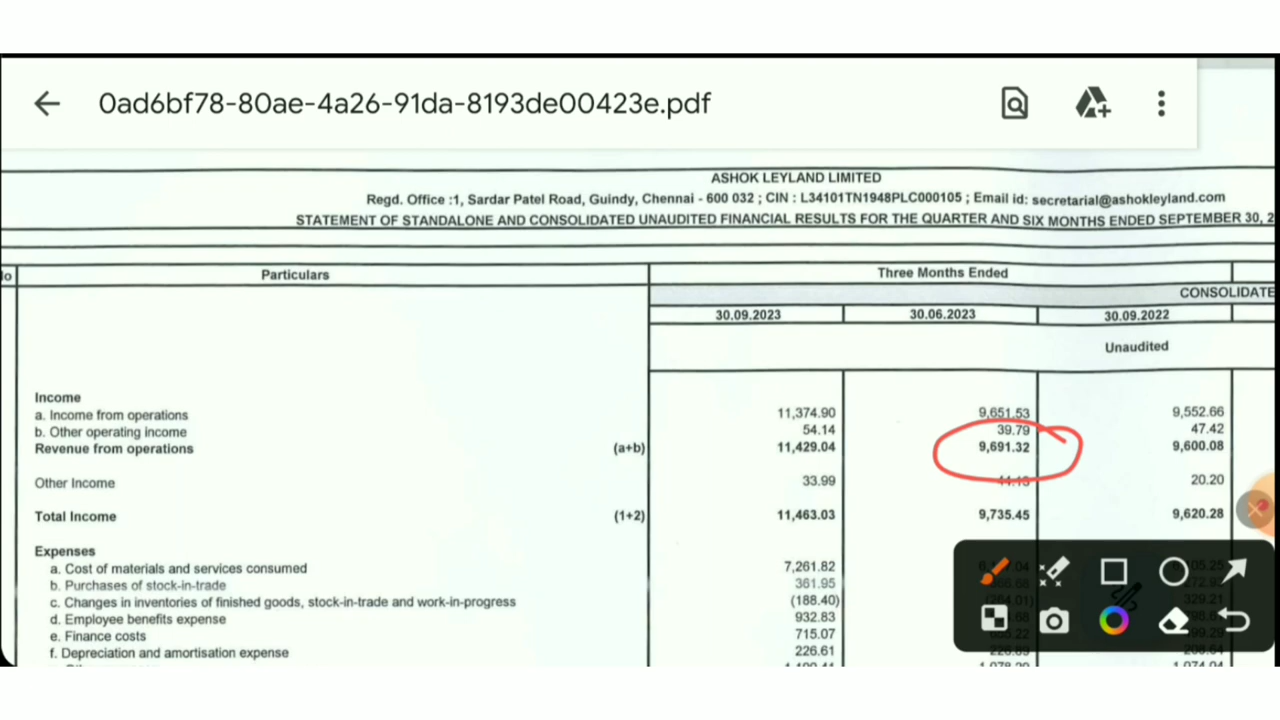 0ad6bf78-80ae-4a26-91da-8193de00423e.pdf
ASHOK LEYLAND LIMITED
Regd. Office :1, Sardar Patel Road, Guindy, Chennai - 600 032 ; CIN : L34101TN1948PLC000105 ; Email id: secretarial@ashokleyland.com
STATEMENT OF STANDALONE AND CONSOLIDATED UNAUDITED FINANCIAL RESULTS FOR THE QUARTER AND SIX MONTHS ENDED SEPTEMBER 30, 2
Particulars Three Months Ended
CONSOLIDATE
30.09.2023 30.06.2023 30.09.2022
Unaudited
Income
a. Income from operations 11,374.90 9,651.53 9,552.66
b. Other operating income 54.14 39.79 47.42
Revenue from operations (a+b) 11,429.04 9,691.32 9,600.08
Other Income 33.99 20.20
Total Income (1+2) 11,463.03 9,735.45 9,620.28
Expenses
a. Cost of materials and services consumed 7,261.82
b. Purchases of stock-in-trade 361.95
c. Changes in inventories of finished goods, stock-in-trade and work-in-progress (188.40)
d. Employee benefits expense 932.83
e. Finance costs 715.07
f. Depreciation and amortisation expense 226.61